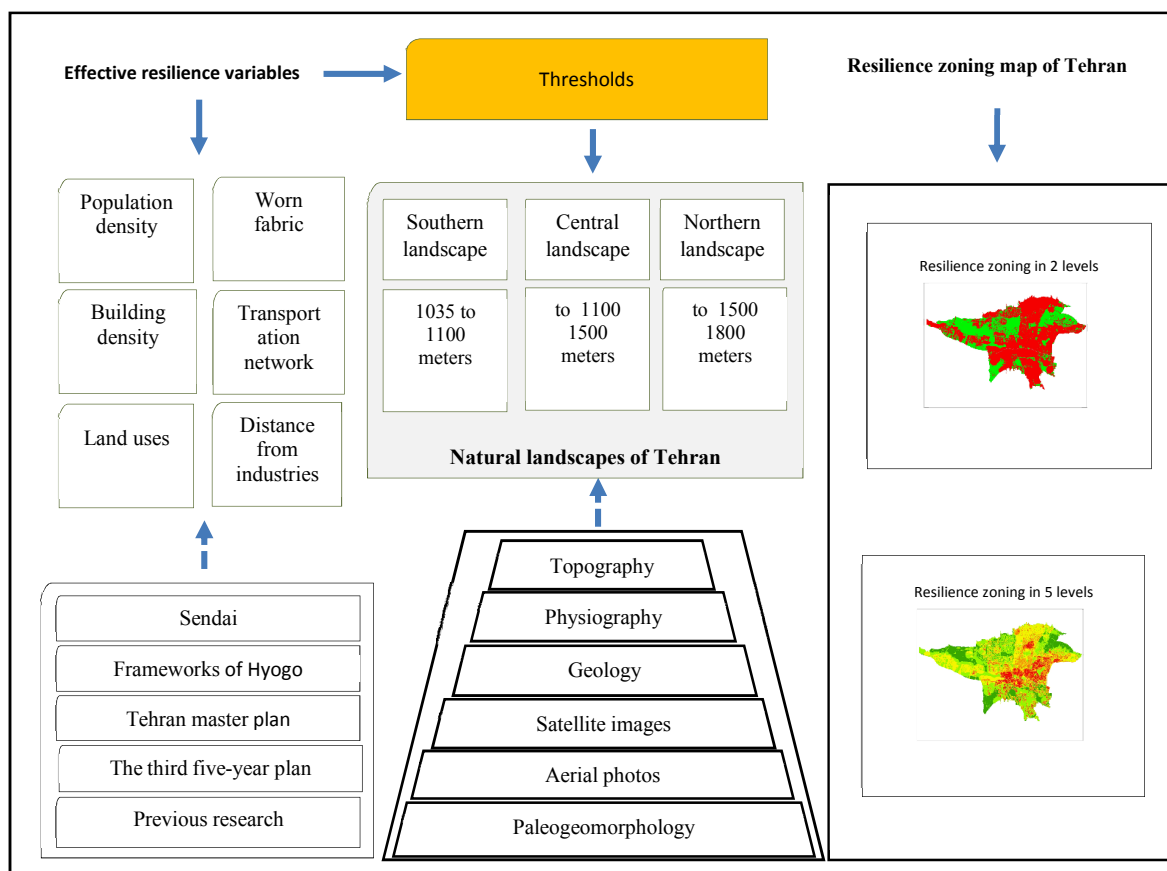 Effective resilience variables
Thresholds
Resilience zoning map of Tehran
Population
density
Worn
fabric
Building
density
Transport
ation
network
Land uses
Distance
from
industries
Southern
landscape
Central
landscape
Northern
landscape
1035 to
1100
meters
to 1100
1500
meters
to 1500
1800
meters
Natural landscapes of Tehran
Sendai
Frameworks of Hyogo
Tehran master plan
The third five-year plan
Previous research
Topography
Physiography
Geology
Satellite images
Aerial photos
Paleogeomorphology
Resilience zoning in 2 levels
Resilience zoning in 5 levels